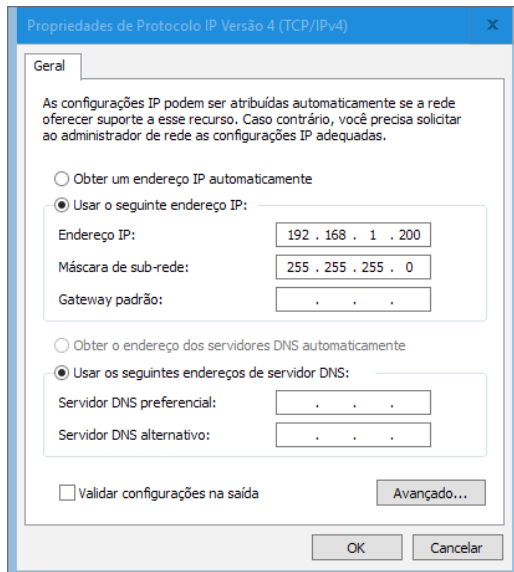 Propriedades de Protocolo IP Versão 4 (TCP/IPv4)
x
Geral
As configurações IP podem ser atribuídas automaticamente se a rede
oferecer suporte a esse recurso. Caso contrário, você precisa solicitar
ao administrador de rede as configurações IP adequadas.
Obter um endereço IP automaticamente
Usar o seguinte endereço IP:
Endereço IP: 192 . 168 . 1 . 200
Máscara de sub-rede: 255 . 255 . 255 . 0
Gateway padrão: . . .
Obter o endereço dos servidores DNS automaticamente
Usar os seguintes endereços de servidor DNS:
Servidor DNS preferencial: . . .
Servidor DNS alternativo: . . .
Validar configurações na saída Avançado...
OK Cancelar